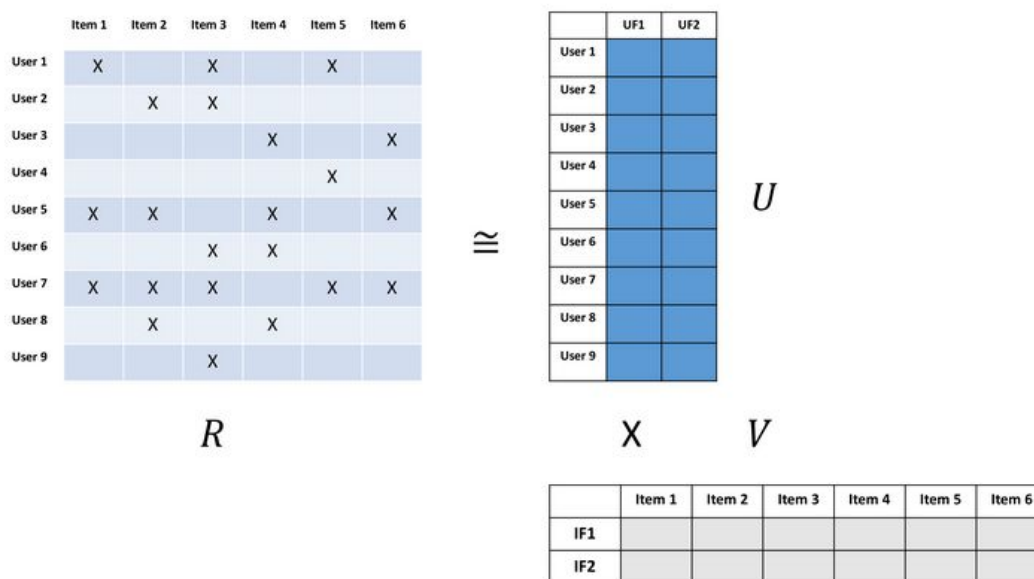 Item 1 Item 2 Item 3 Item 4 Item 5 Item 6
User 1 X X X
User 2 X X
User 3 X X
User 4 X
User 5 X X X X
User 6 X X
User 7 X X X X X
User 8 X X
User 9 X
R
≅
UF1 UF2
User 1
User 2
User 3
User 4
User 5
User 6
User 7
User 8
User 9
U
X V
Item 1 Item 2 Item 3 Item 4 Item 5 Item 6
IF1
IF2